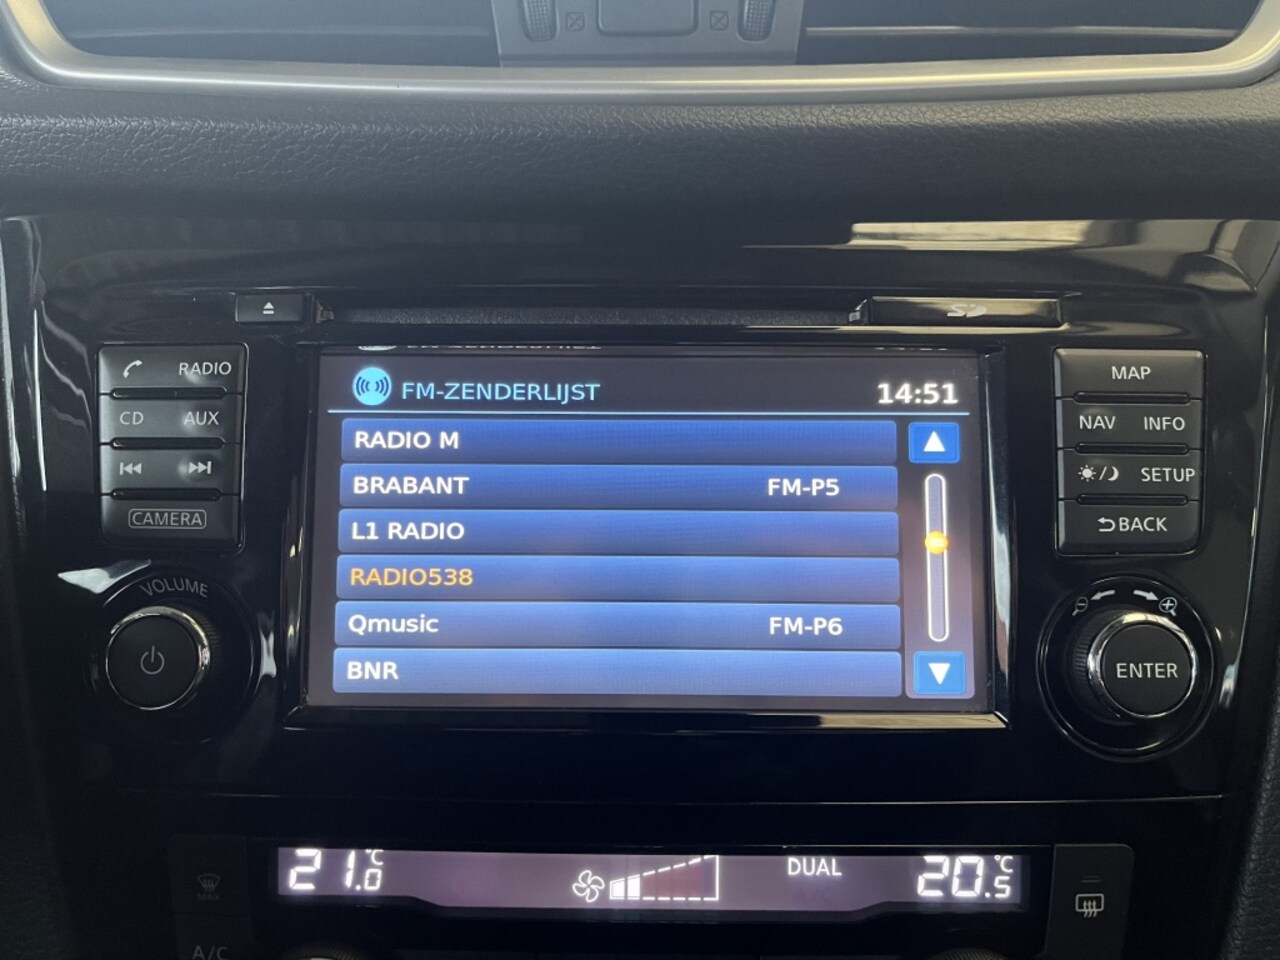 SD
RADIO
CD AUX
CAMERA
VOLUME
FM-ZENDERLIJST 14:51
RADIO M
BRABANT FM-P5
L1 RADIO
RADIO538
Qmusic FM-P6
BNR
MAP
NAV INFO
SETUP
BACK
ENTER
21.0 °C
DUAL
20.5 °C
A/C